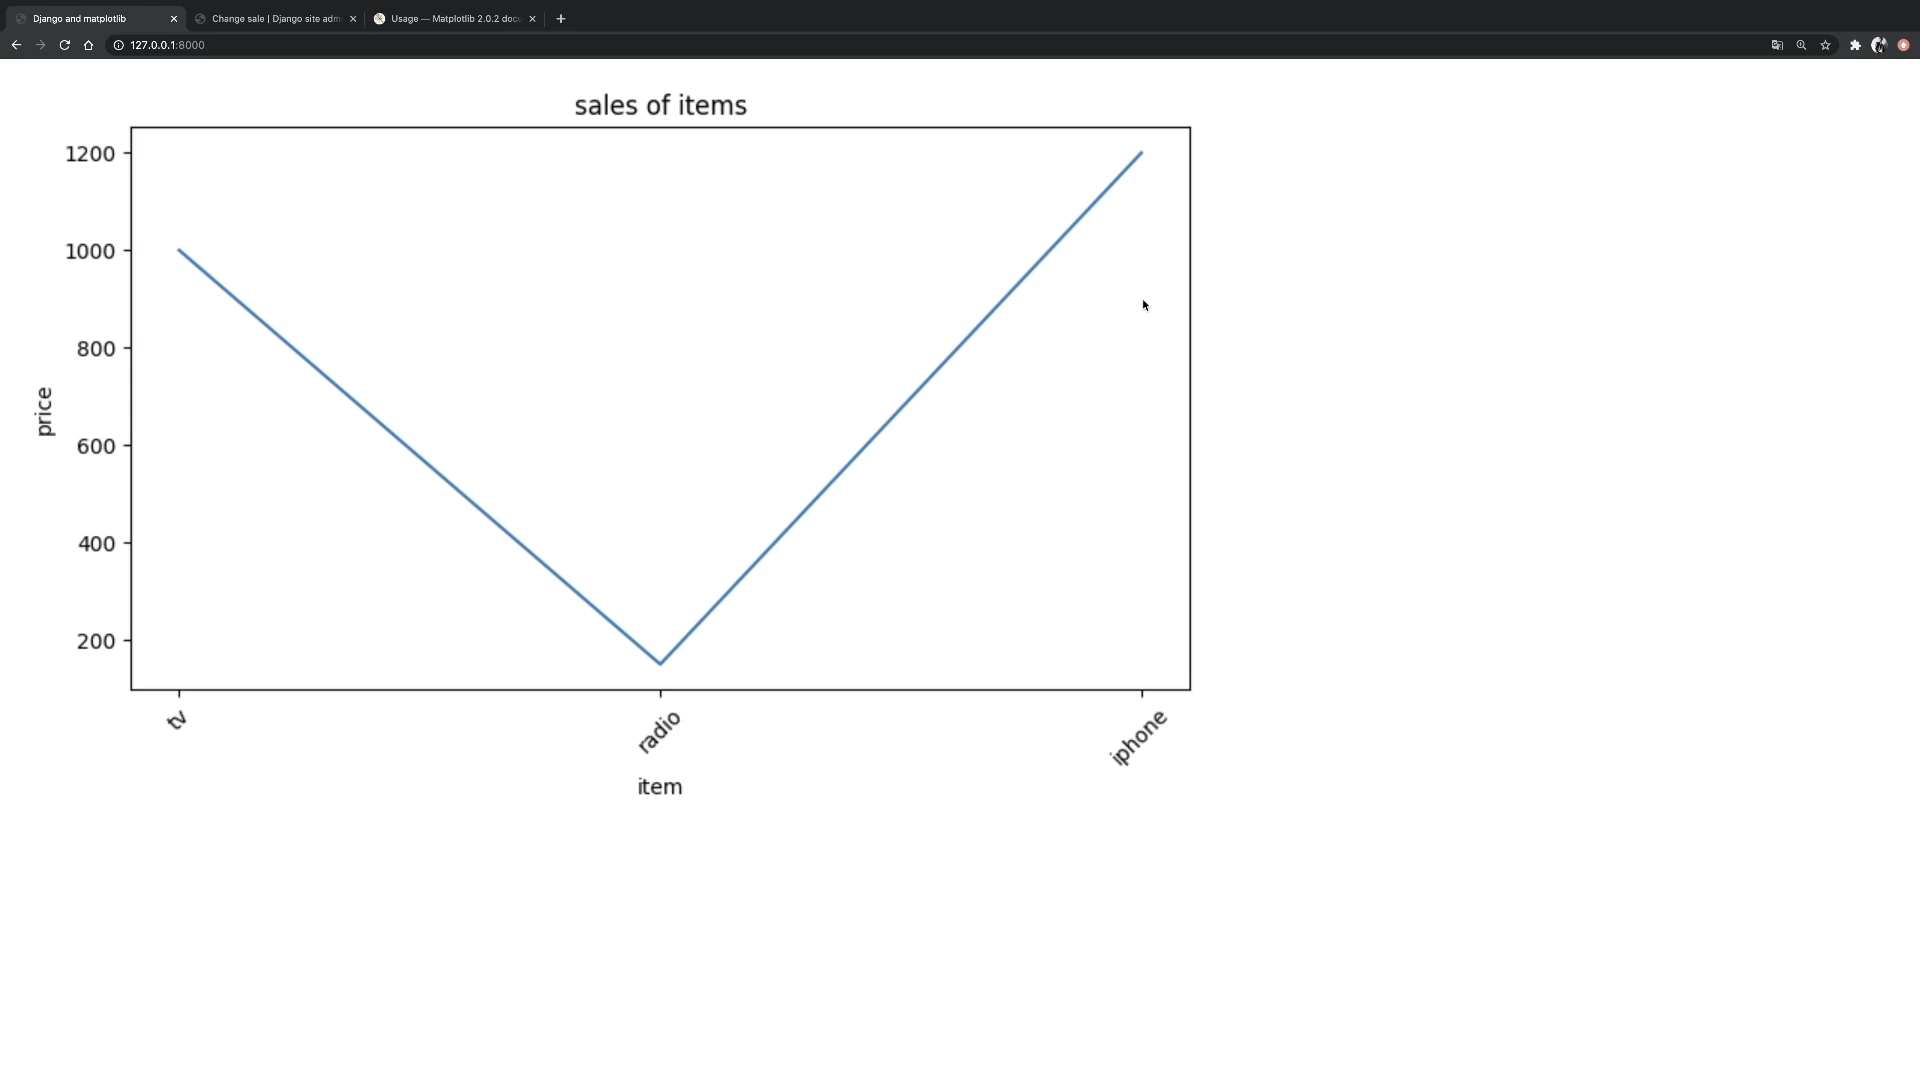 Django and matplotlib
Change sale | Django site adm
Usage — Matplotlib 2.0.2 docu
127.0.0.1:8000
sales of items
1200
1000
800
600
400
200
price
tv
radio
iphone
item